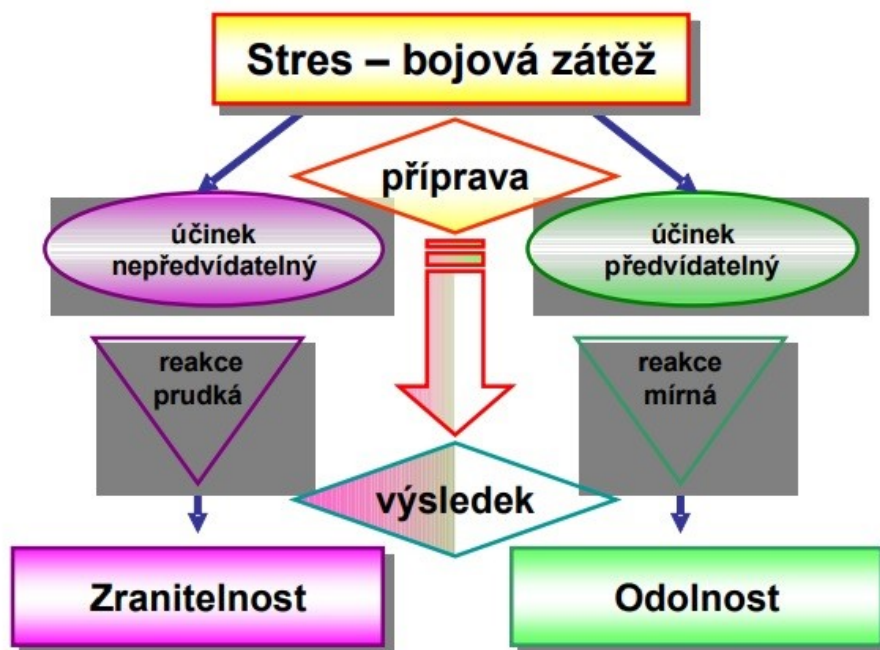 Stres – bojová zátěž
příprava
účinek
nepředvídatelný
účinek
předvídatelný
reakce
prudká
reakce
mírná
výsledek
Zranitelnost
Odolnost